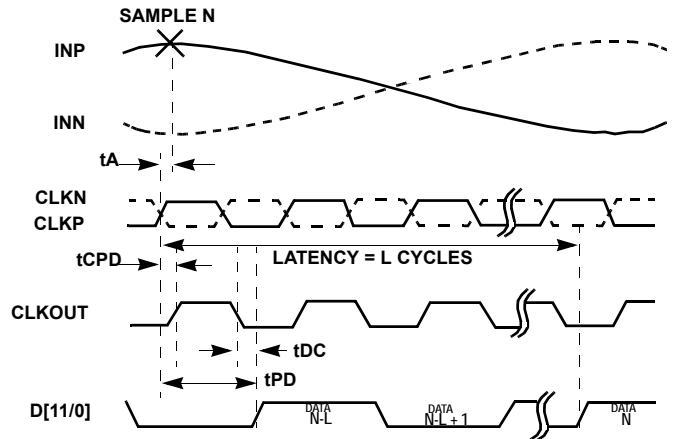 SAMPLE N
INP
INN
tA
CLKN
CLKP
LATENCY = L CYCLES
tCPD
CLKOUT
tDC
tPD
D[11/0]
DATA
N-L
DATA
N-L + 1
DATA
N